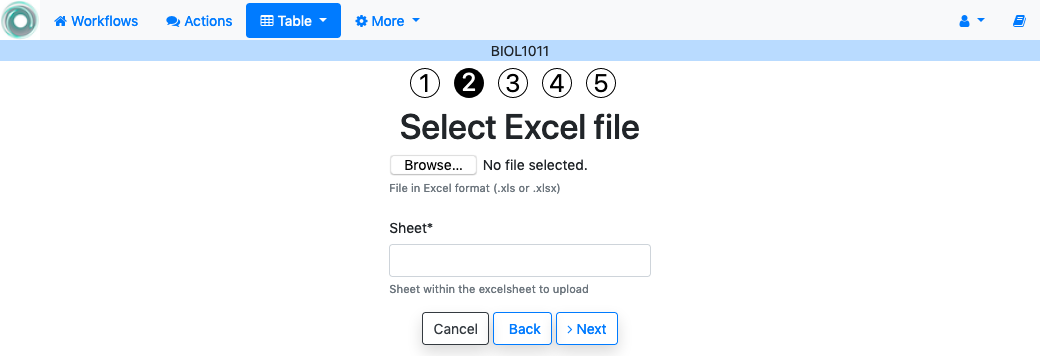 Workflows Actions Table More
BIOL1011
1 2 3 4 5
Select Excel file
Browse... No file selected.
File in Excel format (.xls or .xlsx)
Sheet*
Sheet within the excelsheet to upload
Cancel Back Next